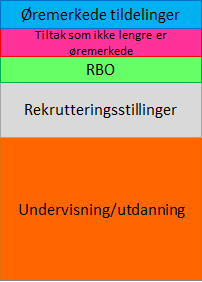 Øremerkede tildelinger
Tiltak som ikke lengre er
øremerkede
RBO
Rekrutteringsstillinger
Undervisning/utdanning